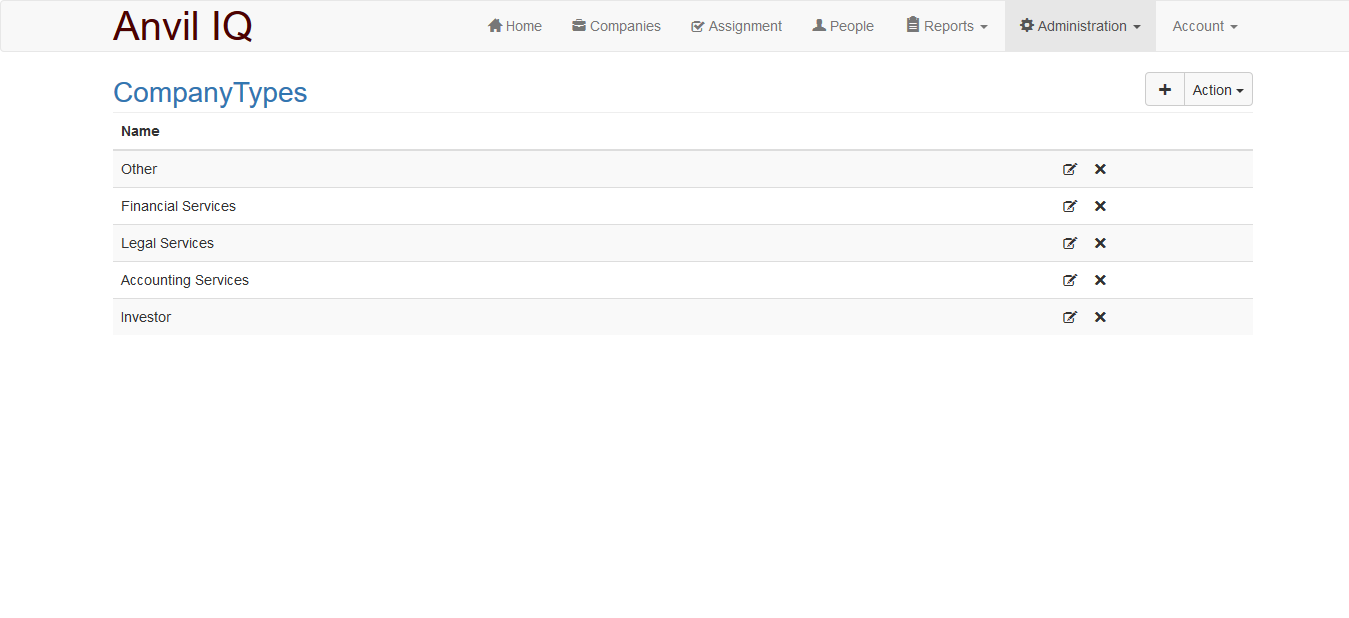 Anvil IQ Home Companies Assignment People Reports Administration Account
CompanyTypes Action
Name
Other
Financial Services
Legal Services
Accounting Services
Investor